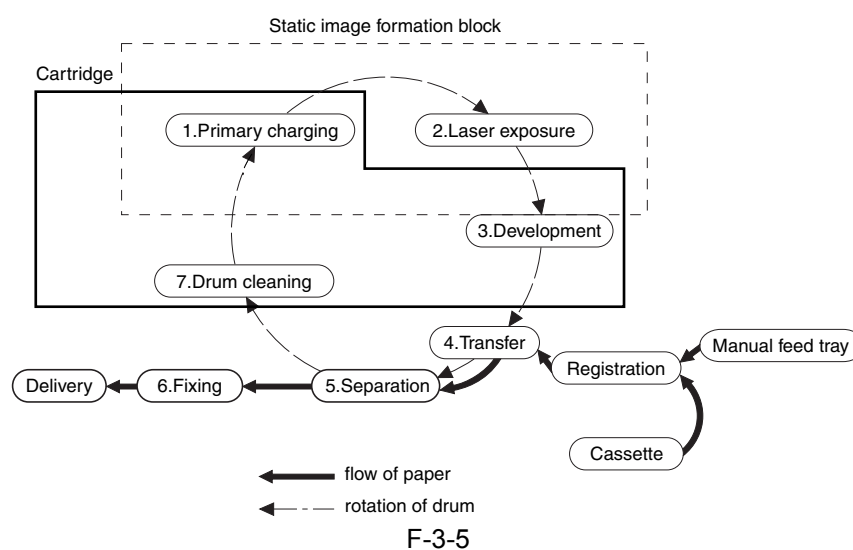 Static image formation block
Cartridge
1.Primary charging
2.Laser exposure
3.Development
7.Drum cleaning
4.Transfer
Manual feed tray
Registration
Delivery
6.Fixing
5.Separation
Cassette
flow of paper
rotation of drum
F-3-5